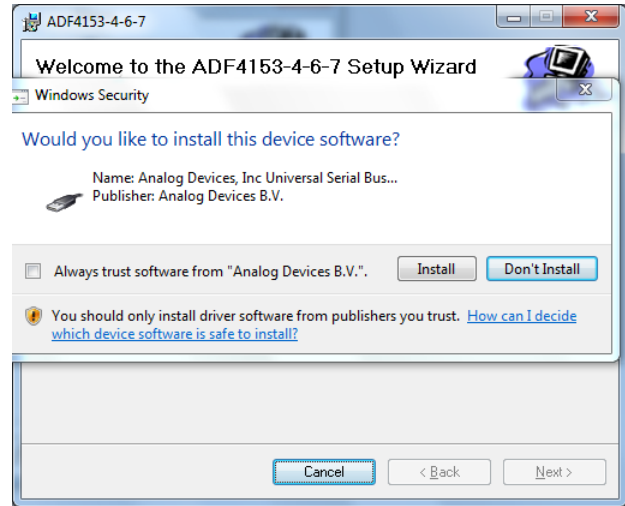 ADF4153-4-6-7
Welcome to the ADF4153-4-6-7 Setup Wizard
Windows Security
Would you like to install this device software?
Name: Analog Devices, Inc Universal Serial Bus...
Publisher: Analog Devices B.V.
Always trust software from "Analog Devices B.V.".
Install
Don't Install
You should only install driver software from publishers you trust. How can I decide
which device software is safe to install?
Cancel
< Back
Next >